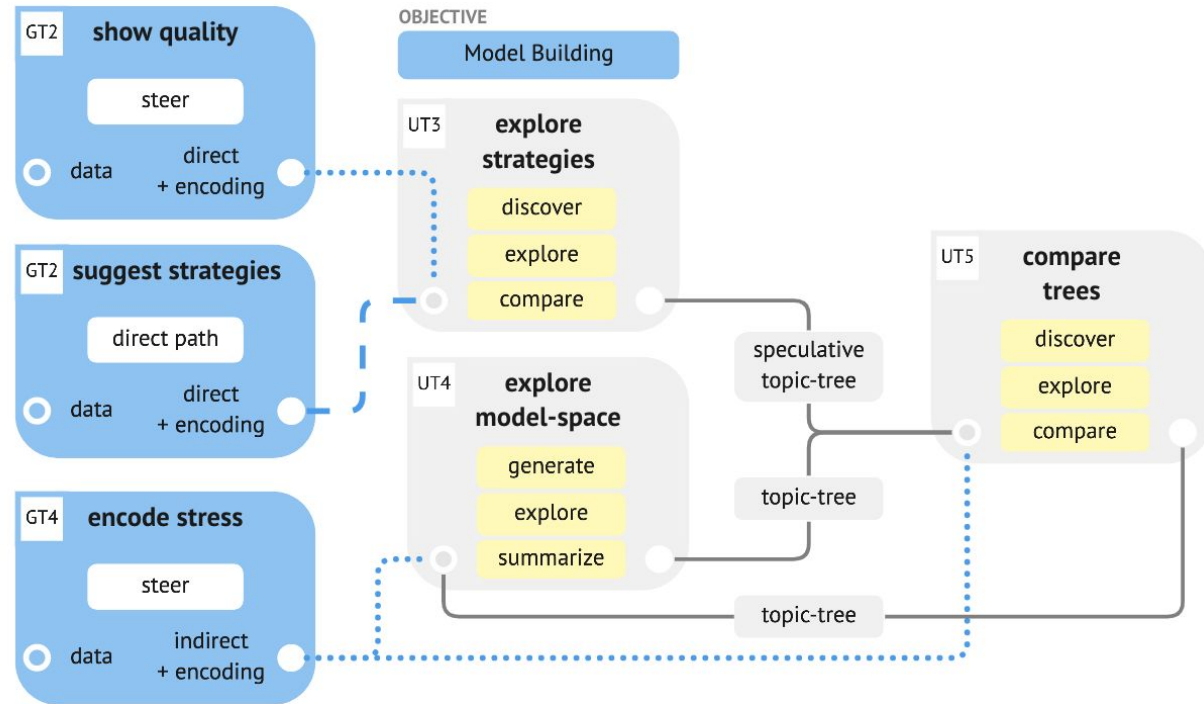 GT2
show quality
steer
data
direct
+ encoding
GT2
suggest strategies
direct path
data
direct
+ encoding
GT4
encode stress
steer
data
indirect
+ encoding
OBJECTIVE
Model Building
UT3
explore
strategies
discover
explore
compare
UT4
explore
model-space
generate
explore
summarize
speculative
topic-tree
topic-tree
topic-tree
UT5
compare
trees
discover
explore
compare